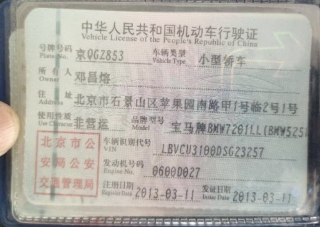 中华人民共和国机动车行驶证
Vehicle License of the People's Republic of China
号牌号码 京QGZ853 车辆类型 小型轿车
Plate No. Vehicle Type
所有人 邓昌熔
Owner
住址 北京市石景山区苹果园南路甲1号临2号1号
Address
使用性质 非营运 品牌型号 宝马牌BMW7201LL(BMW525
Use Character Model
北京市公 车辆识别代号 LBVCU3100DSG23257
VIN
安局公安 发动机号码 0600D027
Engine No.
交通管理局 注册日期 2013-03-11 发证日期 2013-03-11
Register Date Issue Date